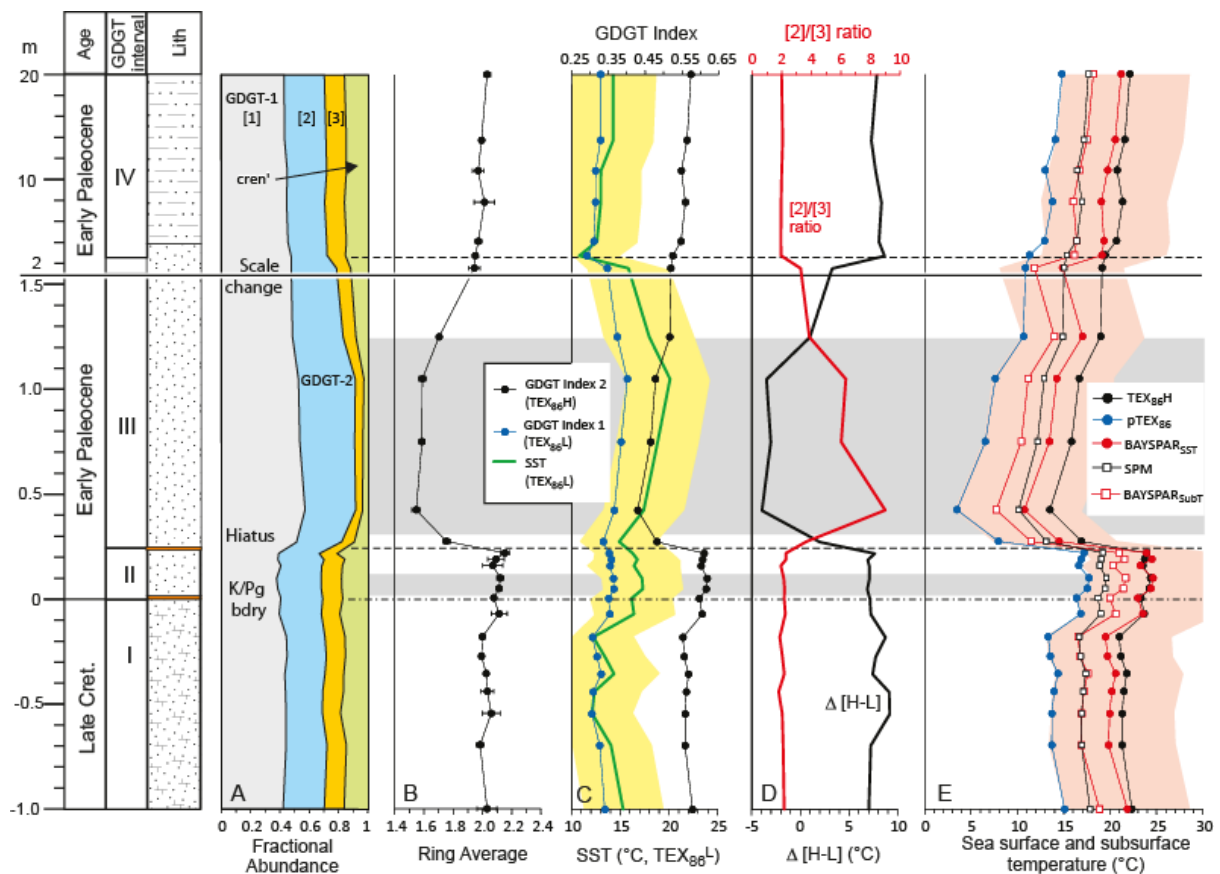 GDGT Index
[2]/[3] ratio
m
Age
GDGT
interval
Lith
0.25 0.35 0.45 0.55 0.65
0 2 4 6 8 10
20
10
2
1.5
1.0
0.5
0
-0.5
-1.0
Early Paleocene
Early Paleocene
Late Cret.
IV
III
II
I
GDGT-1
[1]
[2]
[3]
cren'
Scale
change
GDGT-2
Hiatus
K/Pg
bdry
[2]/[3]
ratio
GDGT Index 2
(TEX86H)
GDGT Index 1
(TEX86L)
SST
(TEX86L)
TEX86H
pTEX86
BAYSPARSST
SPM
BAYSPARSubT
Δ [H-L]
A
B
C
D
E
0 0.2 0.4 0.6 0.8 1
1.4 1.6 1.8 2.0 2.2 2.4
10 15 20 25
-5 0 5 10
0 5 10 15 20 25 30
Fractional
Abundance
Ring Average
SST (°C, TEX86L)
Δ [H-L] (°C)
Sea surface and subsurface
temperature (°C)